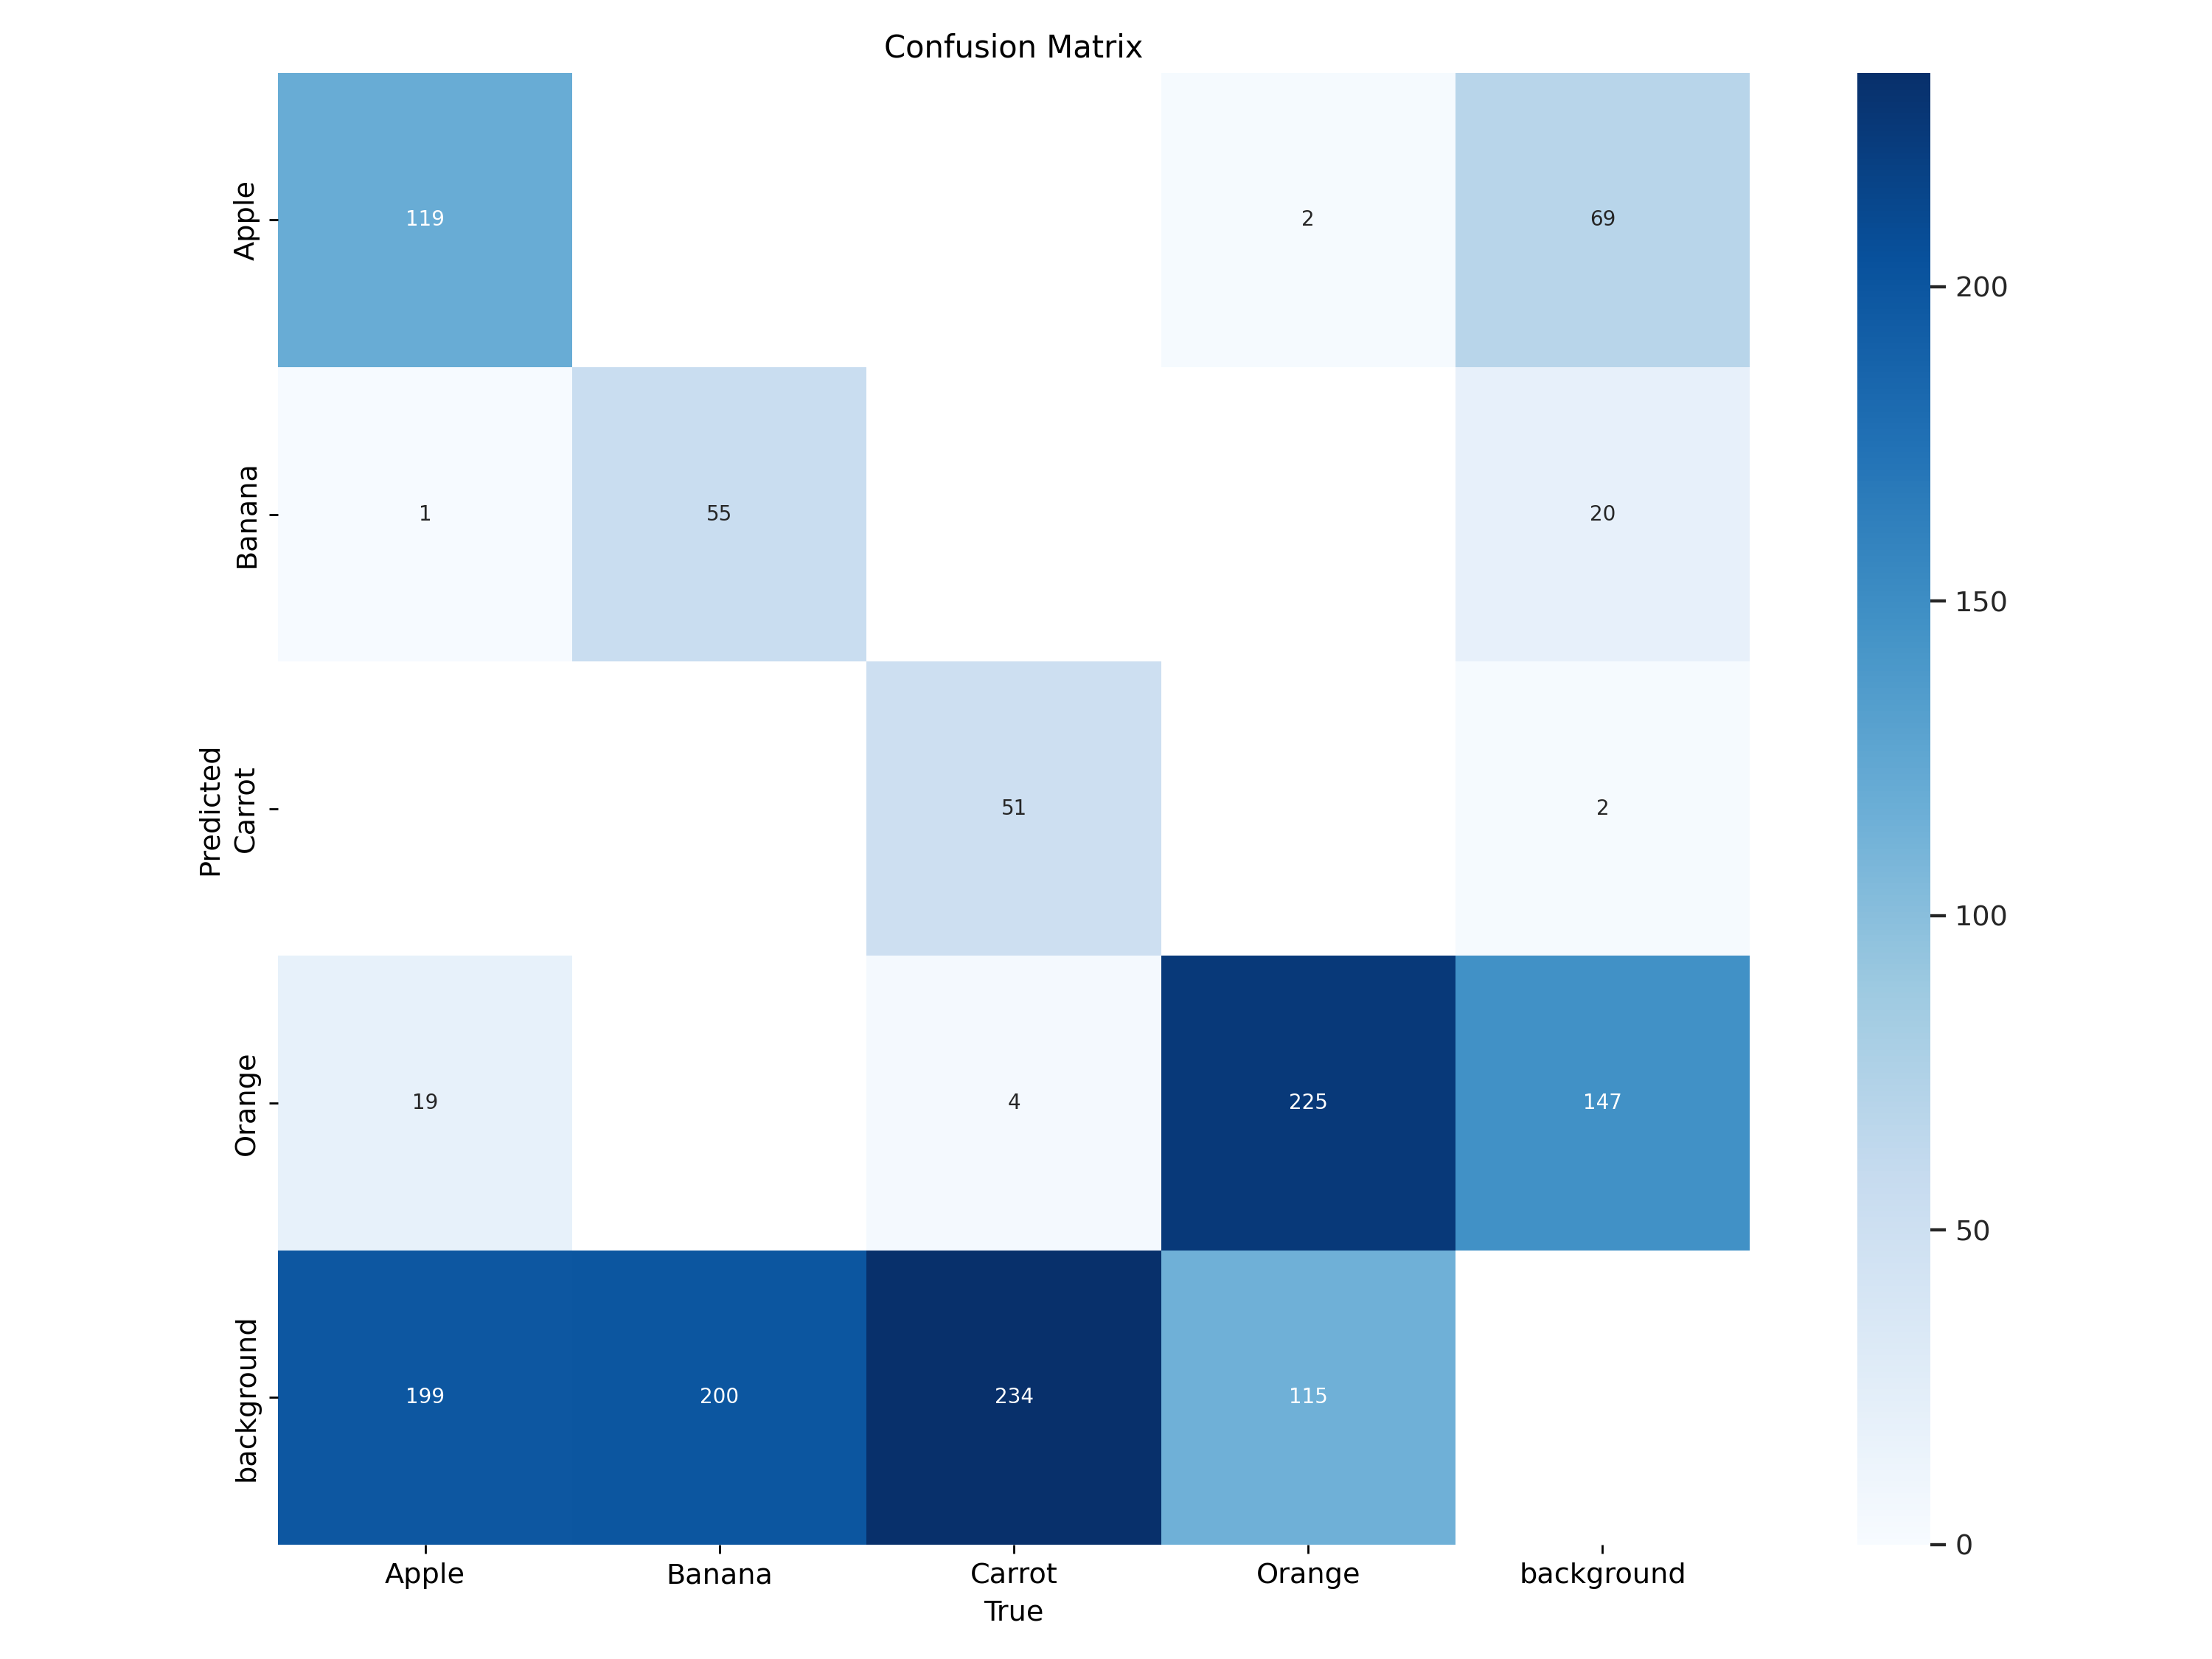 Confusion Matrix
Apple
119
2
69
200
Banana
1
55
20
150
Predicted
Carrot
51
2
100
Orange
19
4
225
147
50
background
199
200
234
115
0
Apple
Banana
Carrot
Orange
background
True